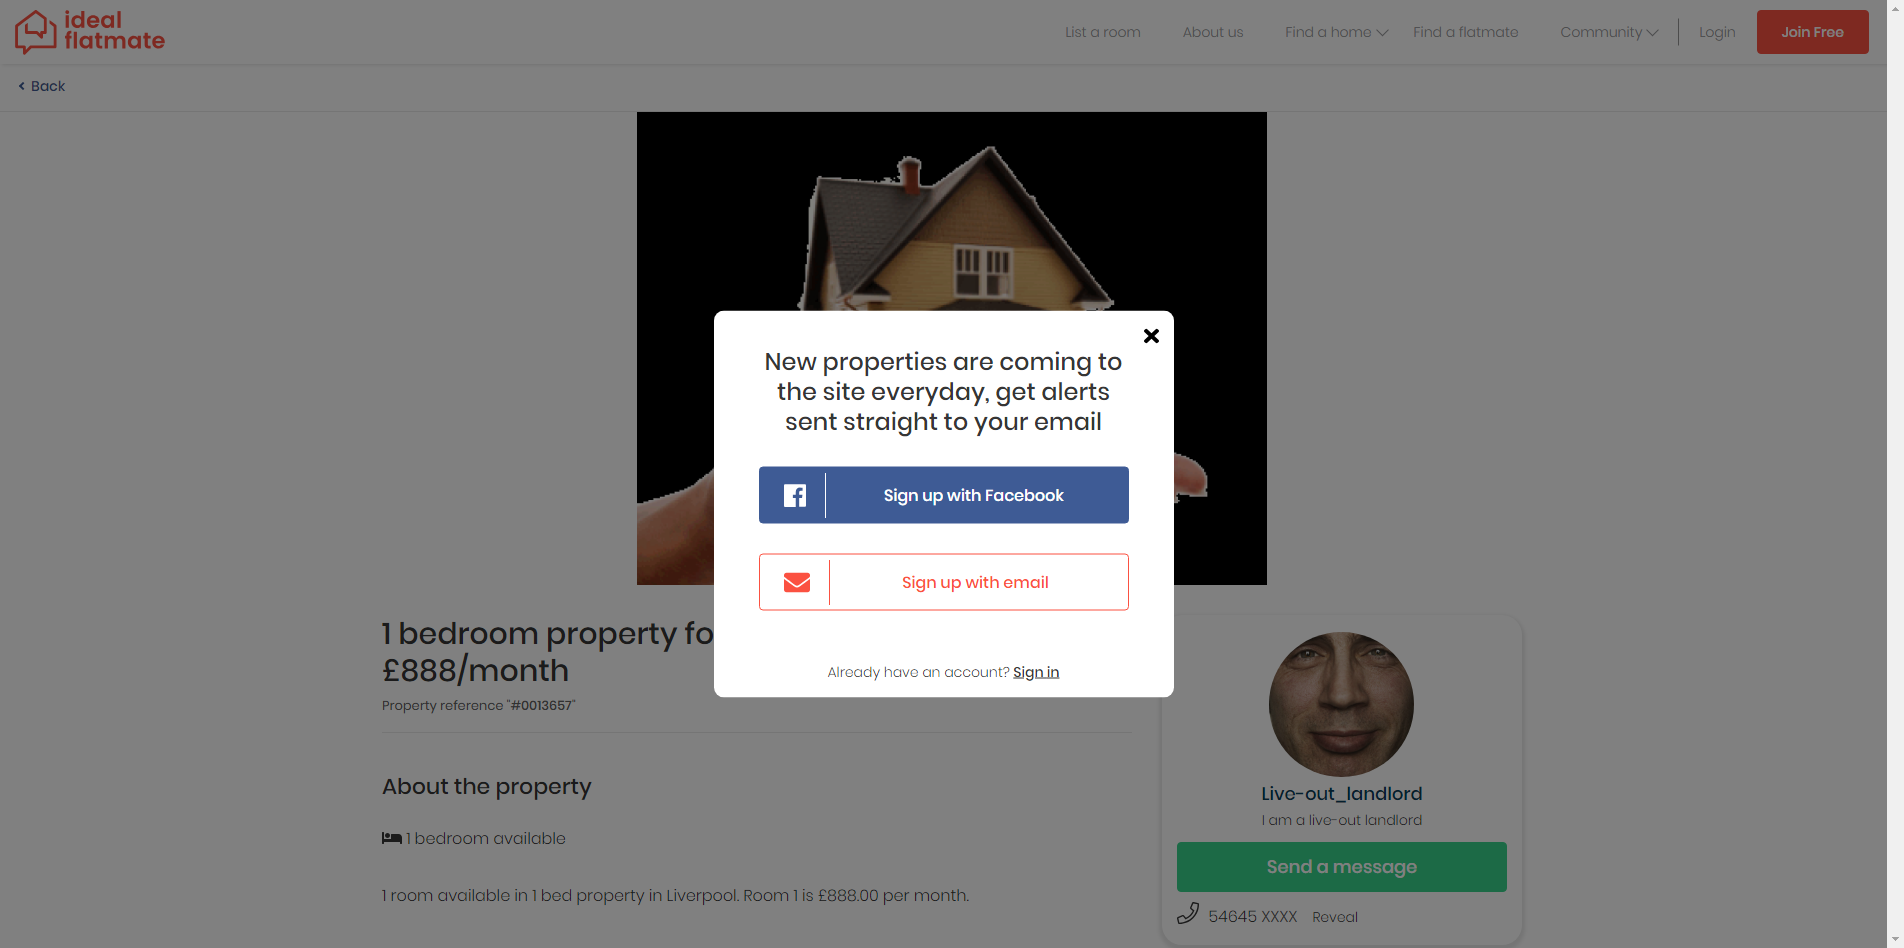 ideal
flatmate
List a room
About us
Find a home
Find a flatmate
Community
Login
Join Free
Back
New properties are coming to
the site everyday, get alerts
sent straight to your email
Sign up with Facebook
Sign up with email
Already have an account? Sign in
1 bedroom property fo
£888/month
Property reference "#0013657"
About the property
1 bedroom available
1 room available in 1 bed property in Liverpool. Room 1 is £888.00 per month.
Live-out_landlord
I am a live-out landlord
Send a message
54645 XXXX Reveal